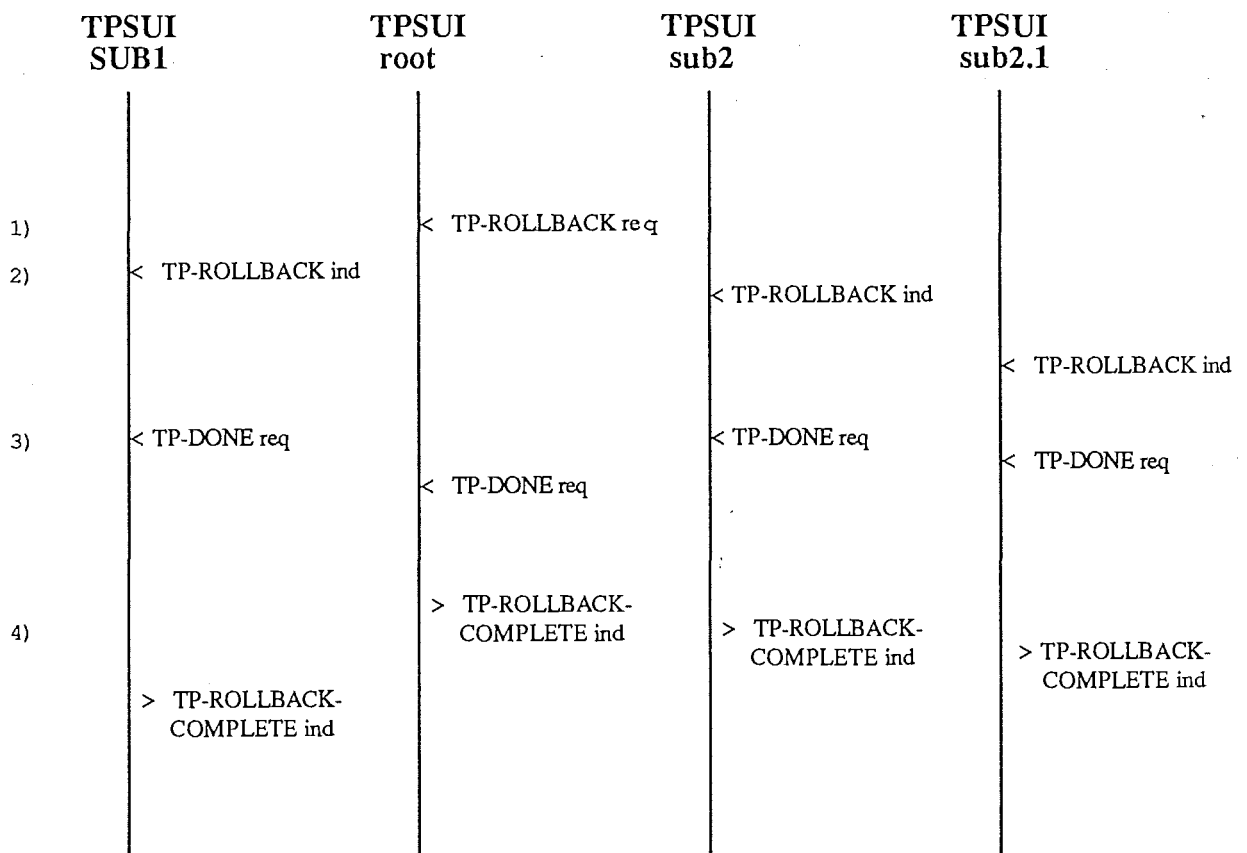 TPSUI SUB1
TPSUI root
TPSUI sub2
TPSUI sub2.1
1)
< TP-ROLLBACK req
2)
< TP-ROLLBACK ind
< TP-ROLLBACK ind
< TP-ROLLBACK ind
3)
< TP-DONE req
< TP-DONE req
< TP-DONE req
< TP-DONE req
4)
> TP-ROLLBACK-
COMPLETE ind
> TP-ROLLBACK-
COMPLETE ind
> TP-ROLLBACK-
COMPLETE ind
> TP-ROLLBACK-
COMPLETE ind